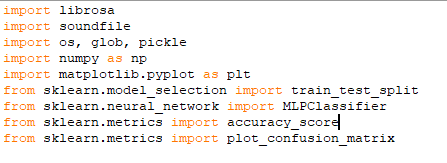 import librosa
import soundfile
import os, glob, pickle
import numpy as np
import matplotlib.pyplot as plt
from sklearn.model_selection import train_test_split
from sklearn.neural_network import MLPClassifier
from sklearn.metrics import accuracy_score
from sklearn.metrics import plot_confusion_matrix